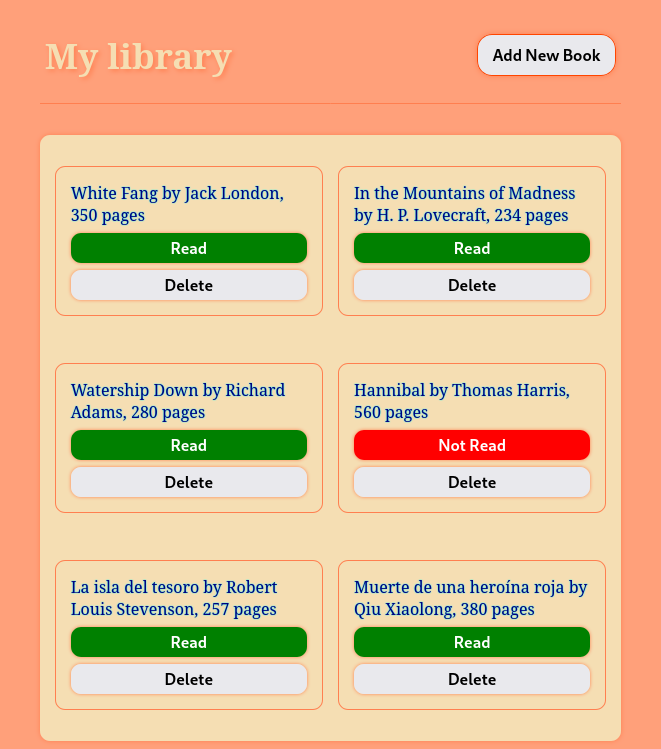 My library
Add New Book
White Fang by Jack London,
350 pages
Read
Delete
In the Mountains of Madness
by H. P. Lovecraft, 234 pages
Read
Delete
Watership Down by Richard
Adams, 280 pages
Read
Delete
Hannibal by Thomas Harris,
560 pages
Not Read
Delete
La isla del tesoro by Robert
Louis Stevenson, 257 pages
Read
Delete
Muerte de una heroína roja by
Qiu Xiaolong, 380 pages
Read
Delete